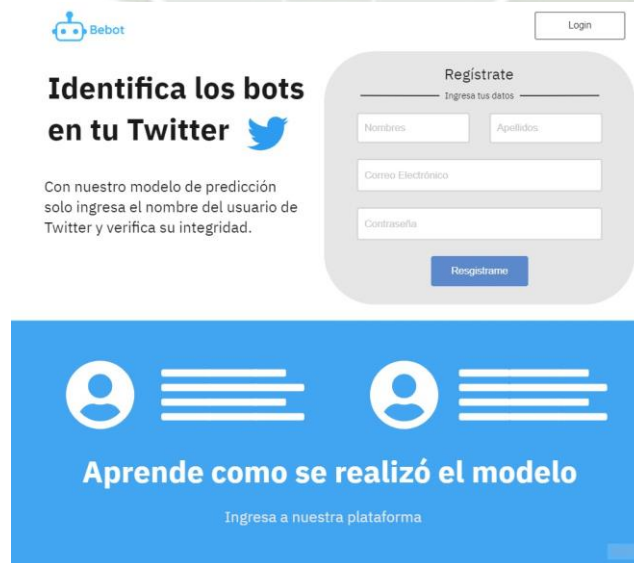 Bebot
Login
Identifica los bots
en tu Twitter
Con nuestro modelo de predicción
solo ingresa el nombre del usuario de
Twitter y verifica su integridad.
Regístrate
Ingresa tus datos
Nombres
Apellidos
Correo Electrónico
Contraseña
Resgistrame
Aprende como se realizó el modelo
Ingresa a nuestra plataforma